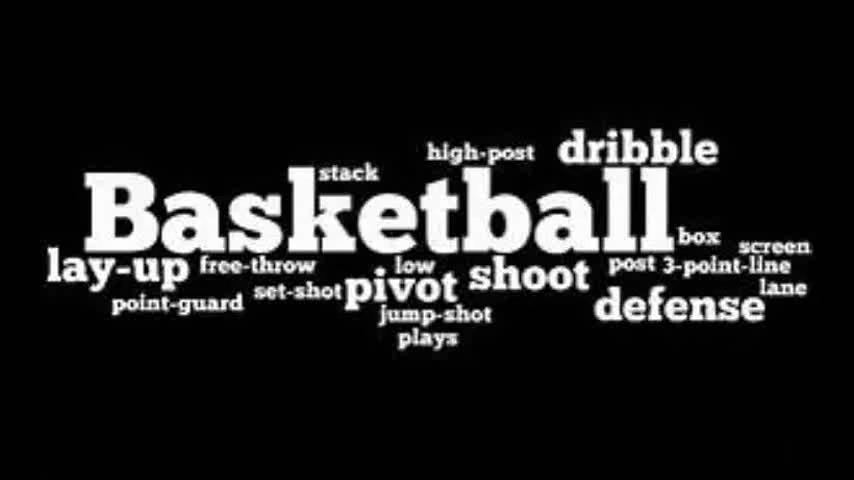 high-post dribble
stack
Basketball
box screen
lay-up free-throw low shoot post 3-point-line
point-guard set-shot pivot defense lane
jump-shot
plays